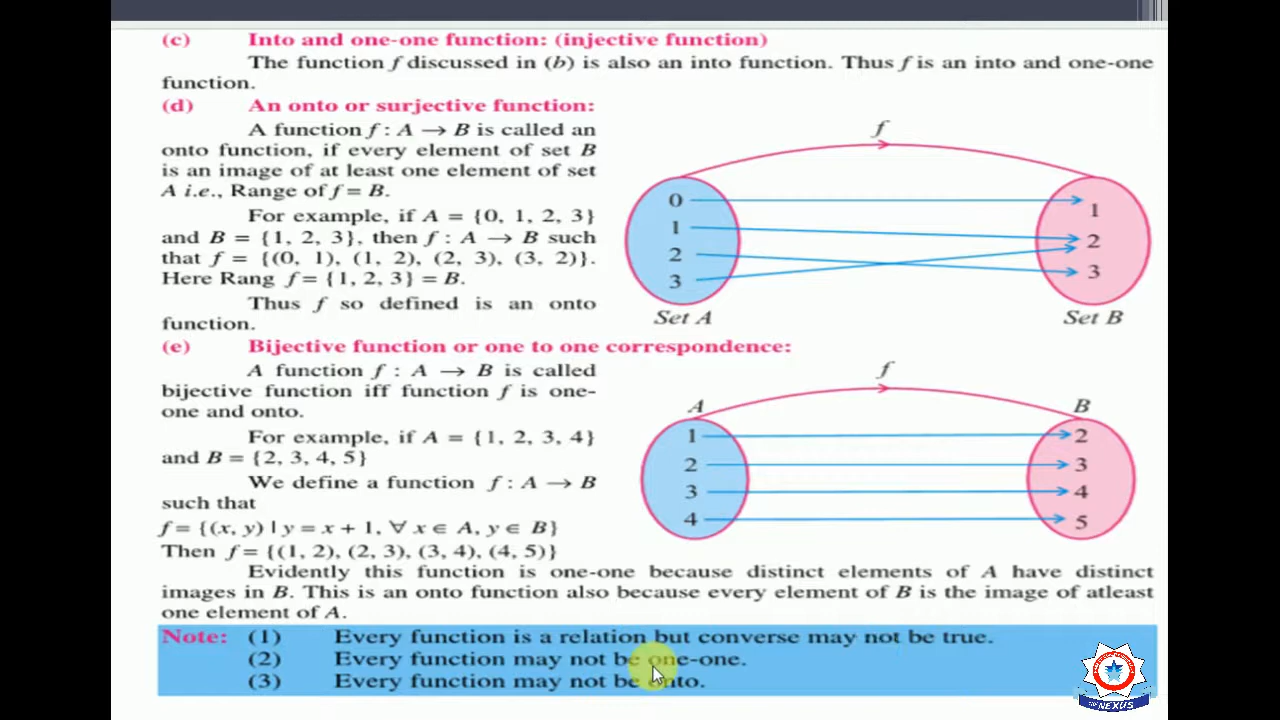 (c) Into and one-one function: (injective function)
The function f discussed in (b) is also an into function. Thus f is an into and one-one
function.
(d) An onto or surjective function:
A function f : A → B is called an
onto function, if every element of set B
is an image of at least one element of set
A i.e., Range of f = B.
For example, if A = {0, 1, 2, 3}
and B = {1, 2, 3}, then f : A → B such
that f = {(0, 1), (1, 2), (2, 3), (3, 2)}.
Here Rang f = {1, 2, 3} = B.
Thus f so defined is an onto
function.
f
0
1
2
3
Set A
1
2
3
Set B
(e) Bijective function or one to one correspondence:
A function f : A → B is called
bijective function iff function f is one-
one and onto.
For example, if A = {1, 2, 3, 4}
and B = {2, 3, 4, 5}
We define a function f : A → B
such that
f = {(x, y) | y = x + 1, ∀ x ∈ A, y ∈ B}
Then f = {(1, 2), (2, 3), (3, 4), (4, 5)}
f
A
1
2
3
4
B
2
3
4
5
Evidently this function is one-one because distinct elements of A have distinct
images in B. This is an onto function also because every element of B is the image of atleast
one element of A.
Note: (1) Every function is a relation but converse may not be true.
(2) Every function may not be one-one.
(3) Every function may not be onto.
NEXUS